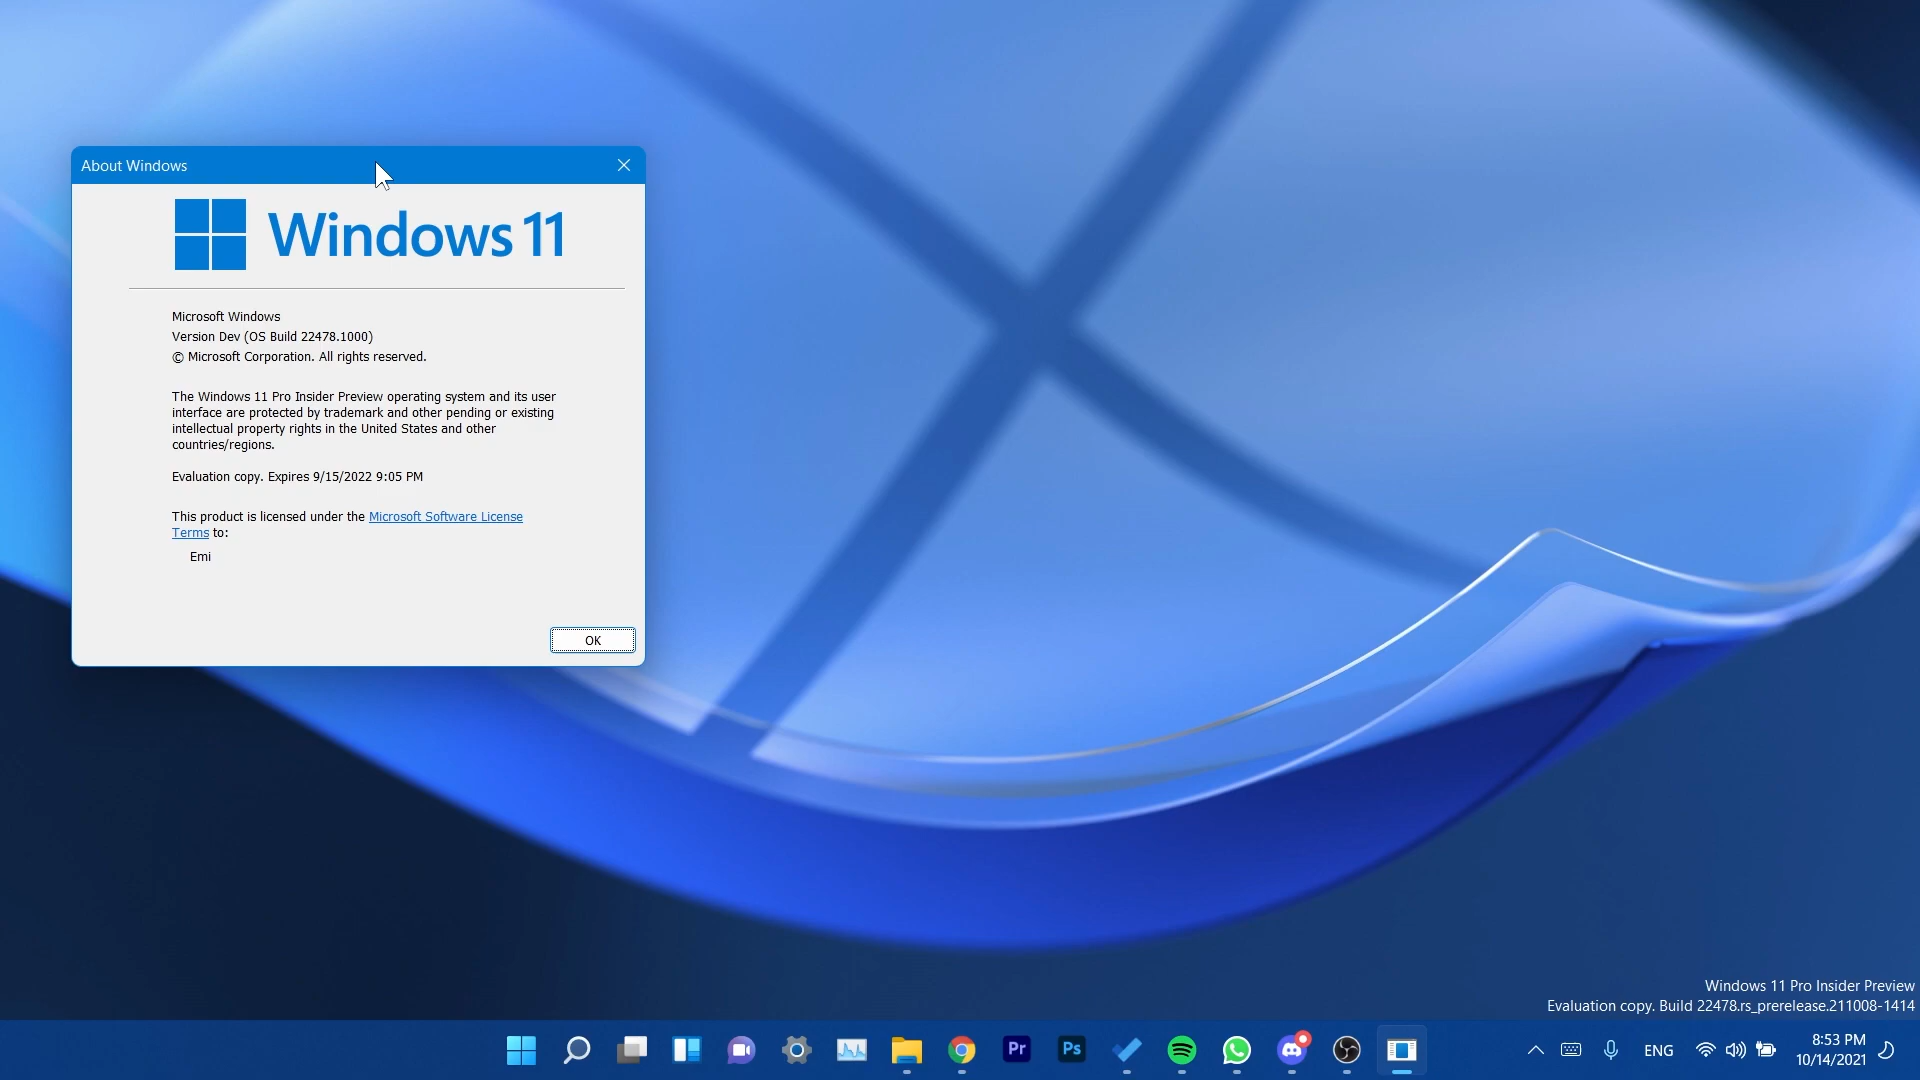 About Windows
Windows 11
Microsoft Windows
Version Dev (OS Build 22478.1000)
© Microsoft Corporation. All rights reserved.
The Windows 11 Pro Insider Preview operating system and its user
interface are protected by trademark and other pending or existing
intellectual property rights in the United States and other
countries/regions.
Evaluation copy. Expires 9/15/2022 9:05 PM
This product is licensed under the Microsoft Software License
Terms to:
Emi
OK
Windows 11 Pro Insider Preview
Evaluation copy. Build 22478.rs_prerelease.211008-1414
Pr
Ps
ENG
8:53 PM
10/14/2021